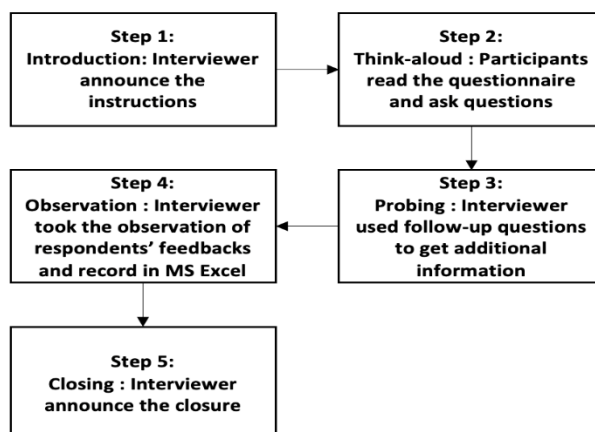 Step 1:
Introduction: Interviewer
announce the
instructions
Step 2:
Think-aloud : Participants
read the questionnaire
and ask questions
Step 3:
Probing : Interviewer
used follow-up questions
to get additional
information
Step 4:
Observation : Interviewer
took the observation of
respondents’ feedbacks
and record in MS Excel
Step 5:
Closing : Interviewer
announce the closure